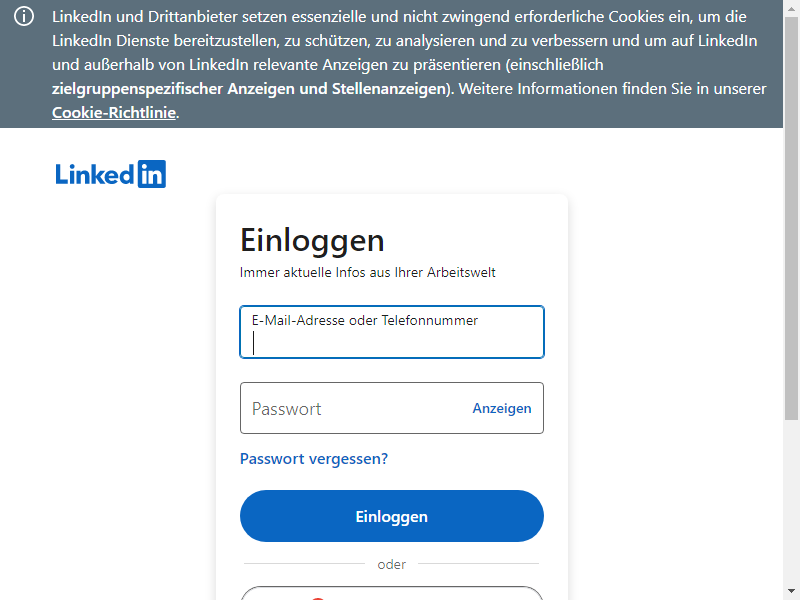 LinkedIn und Drittanbieter setzen essenzielle und nicht zwingend erforderliche Cookies ein, um die
LinkedIn Dienste bereitzustellen, zu schützen, zu analysieren und zu verbessern und um auf LinkedIn
und außerhalb von LinkedIn relevante Anzeigen zu präsentieren (einschließlich
zielgruppenspezifischer Anzeigen und Stellenanzeigen). Weitere Informationen finden Sie in unserer
Cookie-Richtlinie.
Linked in
Einloggen
Immer aktuelle Infos aus Ihrer Arbeitswelt
E-Mail-Adresse oder Telefonnummer
Passwort Anzeigen
Passwort vergessen?
Einloggen
oder